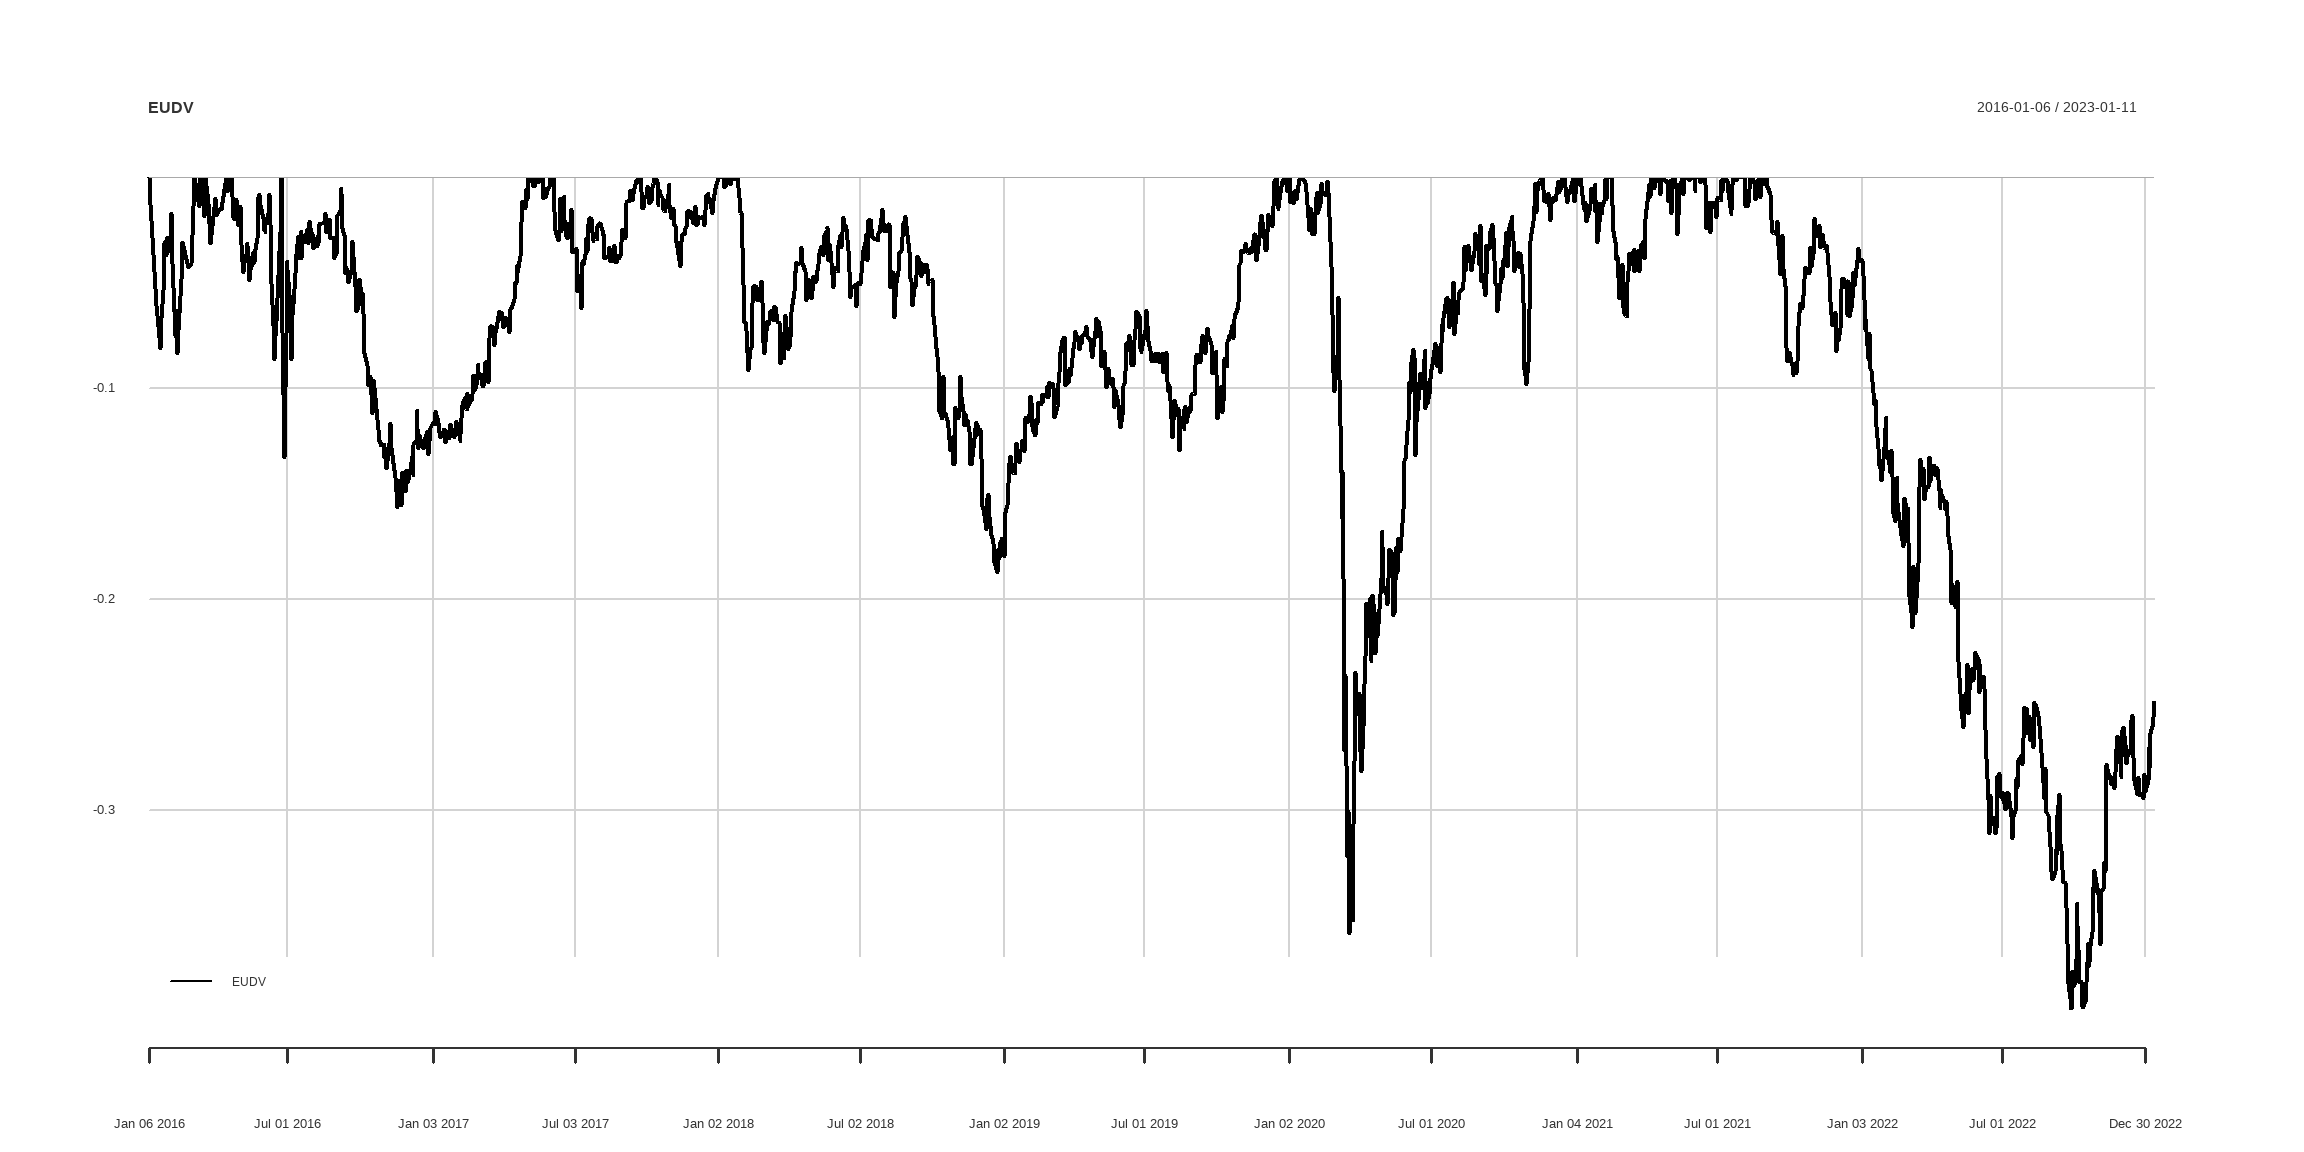 EUDV
2016-01-06 / 2023-01-11
-0.1
-0.2
-0.3
EUDV
Jan 06 2016
Jul 01 2016
Jan 03 2017
Jul 03 2017
Jan 02 2018
Jul 02 2018
Jan 02 2019
Jul 01 2019
Jan 02 2020
Jul 01 2020
Jan 04 2021
Jul 01 2021
Jan 03 2022
Jul 01 2022
Dec 30 2022